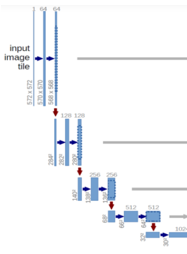 1 64 64
input
image
tile
572 x 572
570 x 570
568 x 568
128 128
284²
282²
280²
256 256
140²
138²
136²
512 512
68²
66²
64²
32²